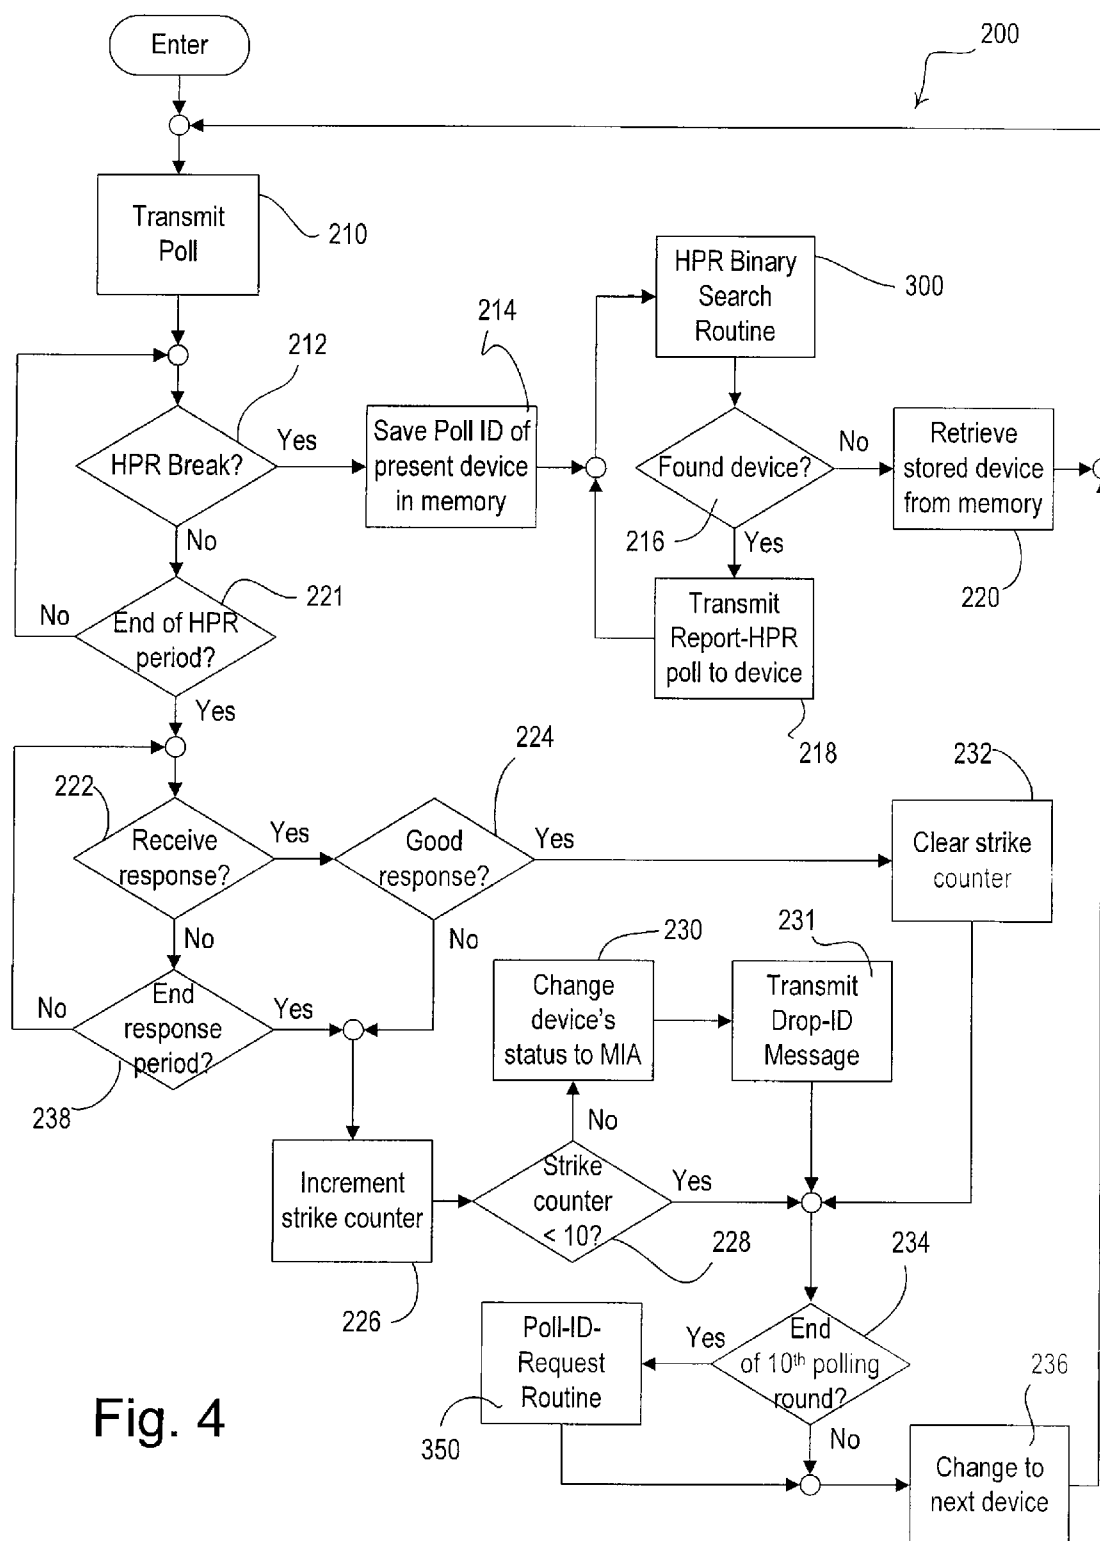 Enter
200
Transmit
Poll
210
HPR Binary
Search
Routine
300
214
212
HPR Break?
Yes
Save Poll ID of
present device
in memory
Found device?
No
Retrieve
stored device
from memory
216
Yes
220
No
221
No
End of HPR
period?
Transmit
Report-HPR
poll to device
Yes
218
224
232
222
Receive
response?
Yes
Good
response?
Yes
Clear strike
counter
No
No
230
231
No
End
response
period?
Yes
Change
device's
status to MIA
Transmit
Drop-ID
Message
238
No
Increment
strike counter
Strike
counter
< 10?
Yes
228
234
226
Poll-ID-
Request
Routine
Yes
End
of 10th polling
round?
236
350
No
Change to
next device
Fig. 4